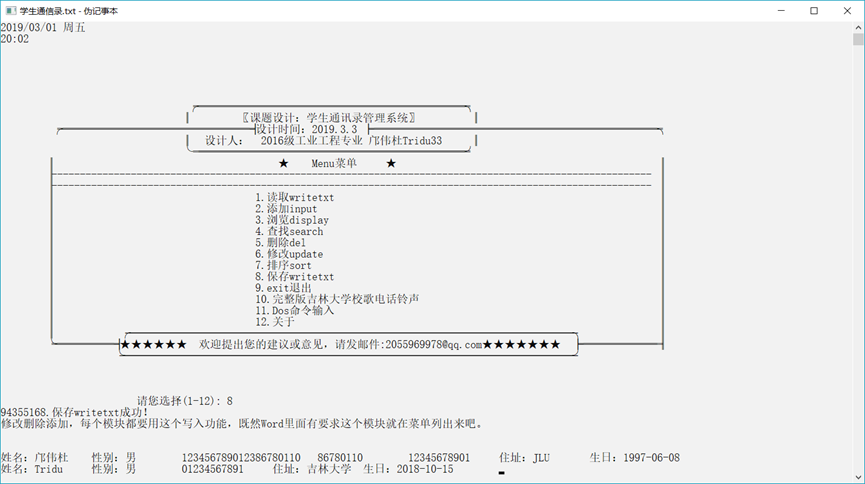 学生通信录.txt - 伪记事本
2019/03/01 周五
20:02
〖课题设计: 学生通讯录管理系统〗
设计时间: 2019.3.3
设计人: 2016级工业工程专业 邝伟杜Tridu33
★ Menu菜单 ★
1.读取writetxt
2.添加input
3.浏览display
4.查找search
5.删除del
6.修改update
7.排序sort
8.保存writetxt
9.exit退出
10.完整版吉林大学校歌电话铃声
11.Dos命令输入
12.关于
★★★★★★ 欢迎提出您的建议或意见，请发邮件:2055969978@qq.com★★★★★★★
请您选择(1-12): 8
94355168.保存writetxt成功!
修改删除添加，每个模块都要用这个写入功能，既然Word里面有要求这个模块就在菜单列出来吧。
姓名: 邝伟杜 性别: 男 123456789012386780110 86780110 12345678901 住址: JLU 生日: 1997-06-08
姓名: Tridu 性别: 男 01234567891 住址: 吉林大学 生日: 2018-10-15